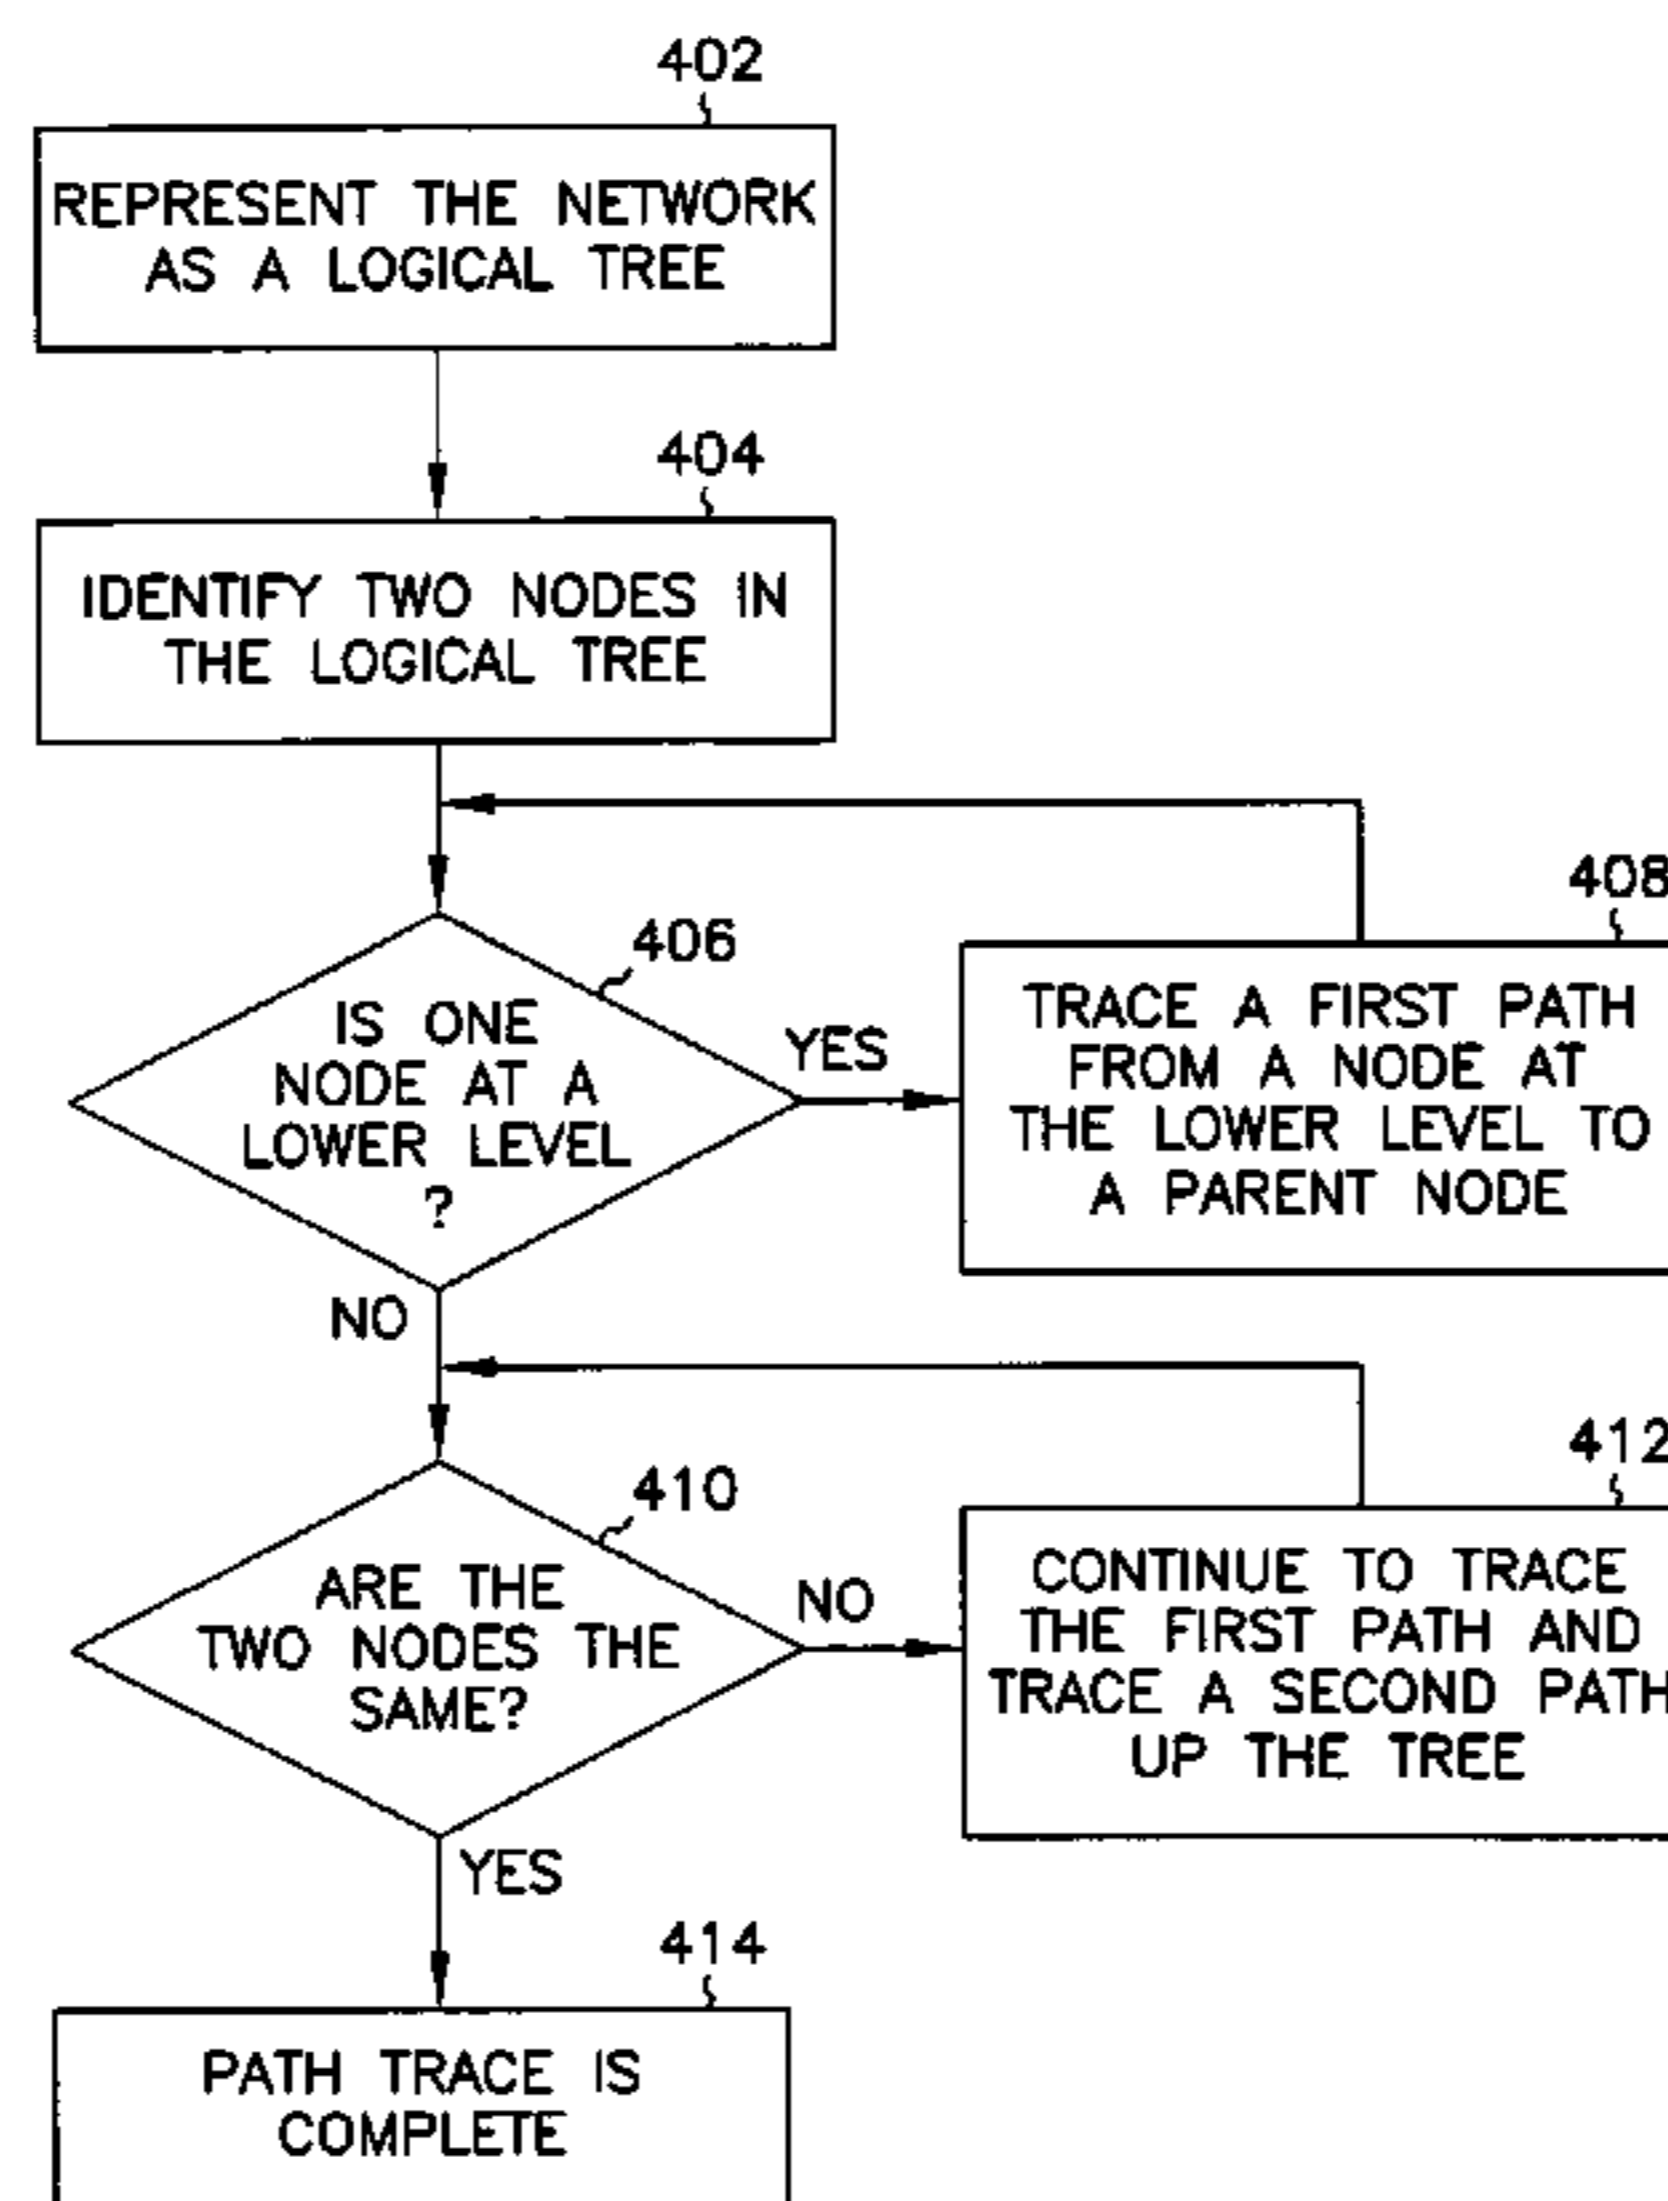 402
REPRESENT THE NETWORK
AS A LOGICAL TREE
404
IDENTIFY TWO NODES IN
THE LOGICAL TREE
406
IS ONE
NODE AT A
LOWER LEVEL
?
YES
NO
408
TRACE A FIRST PATH
FROM A NODE AT
THE LOWER LEVEL TO
A PARENT NODE
410
ARE THE
TWO NODES THE
SAME?
NO
YES
412
CONTINUE TO TRACE
THE FIRST PATH AND
TRACE A SECOND PATH
UP THE TREE
414
PATH TRACE IS
COMPLETE